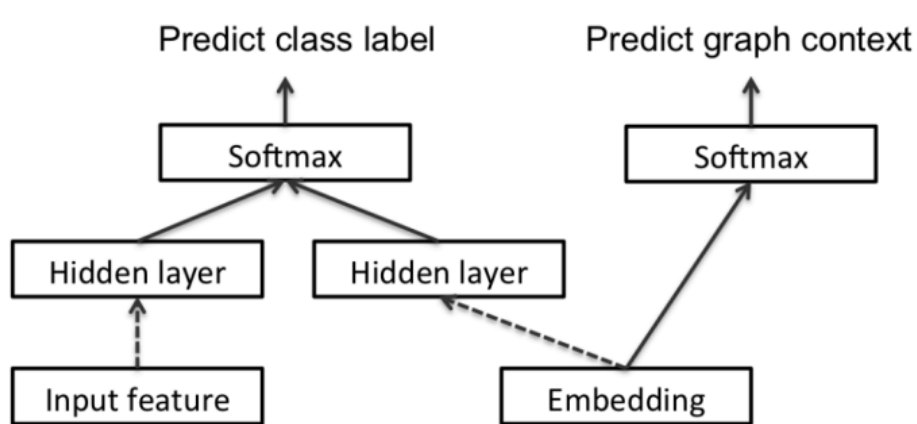 Predict class label
Predict graph context
Softmax
Softmax
Hidden layer
Hidden layer
Input feature
Embedding